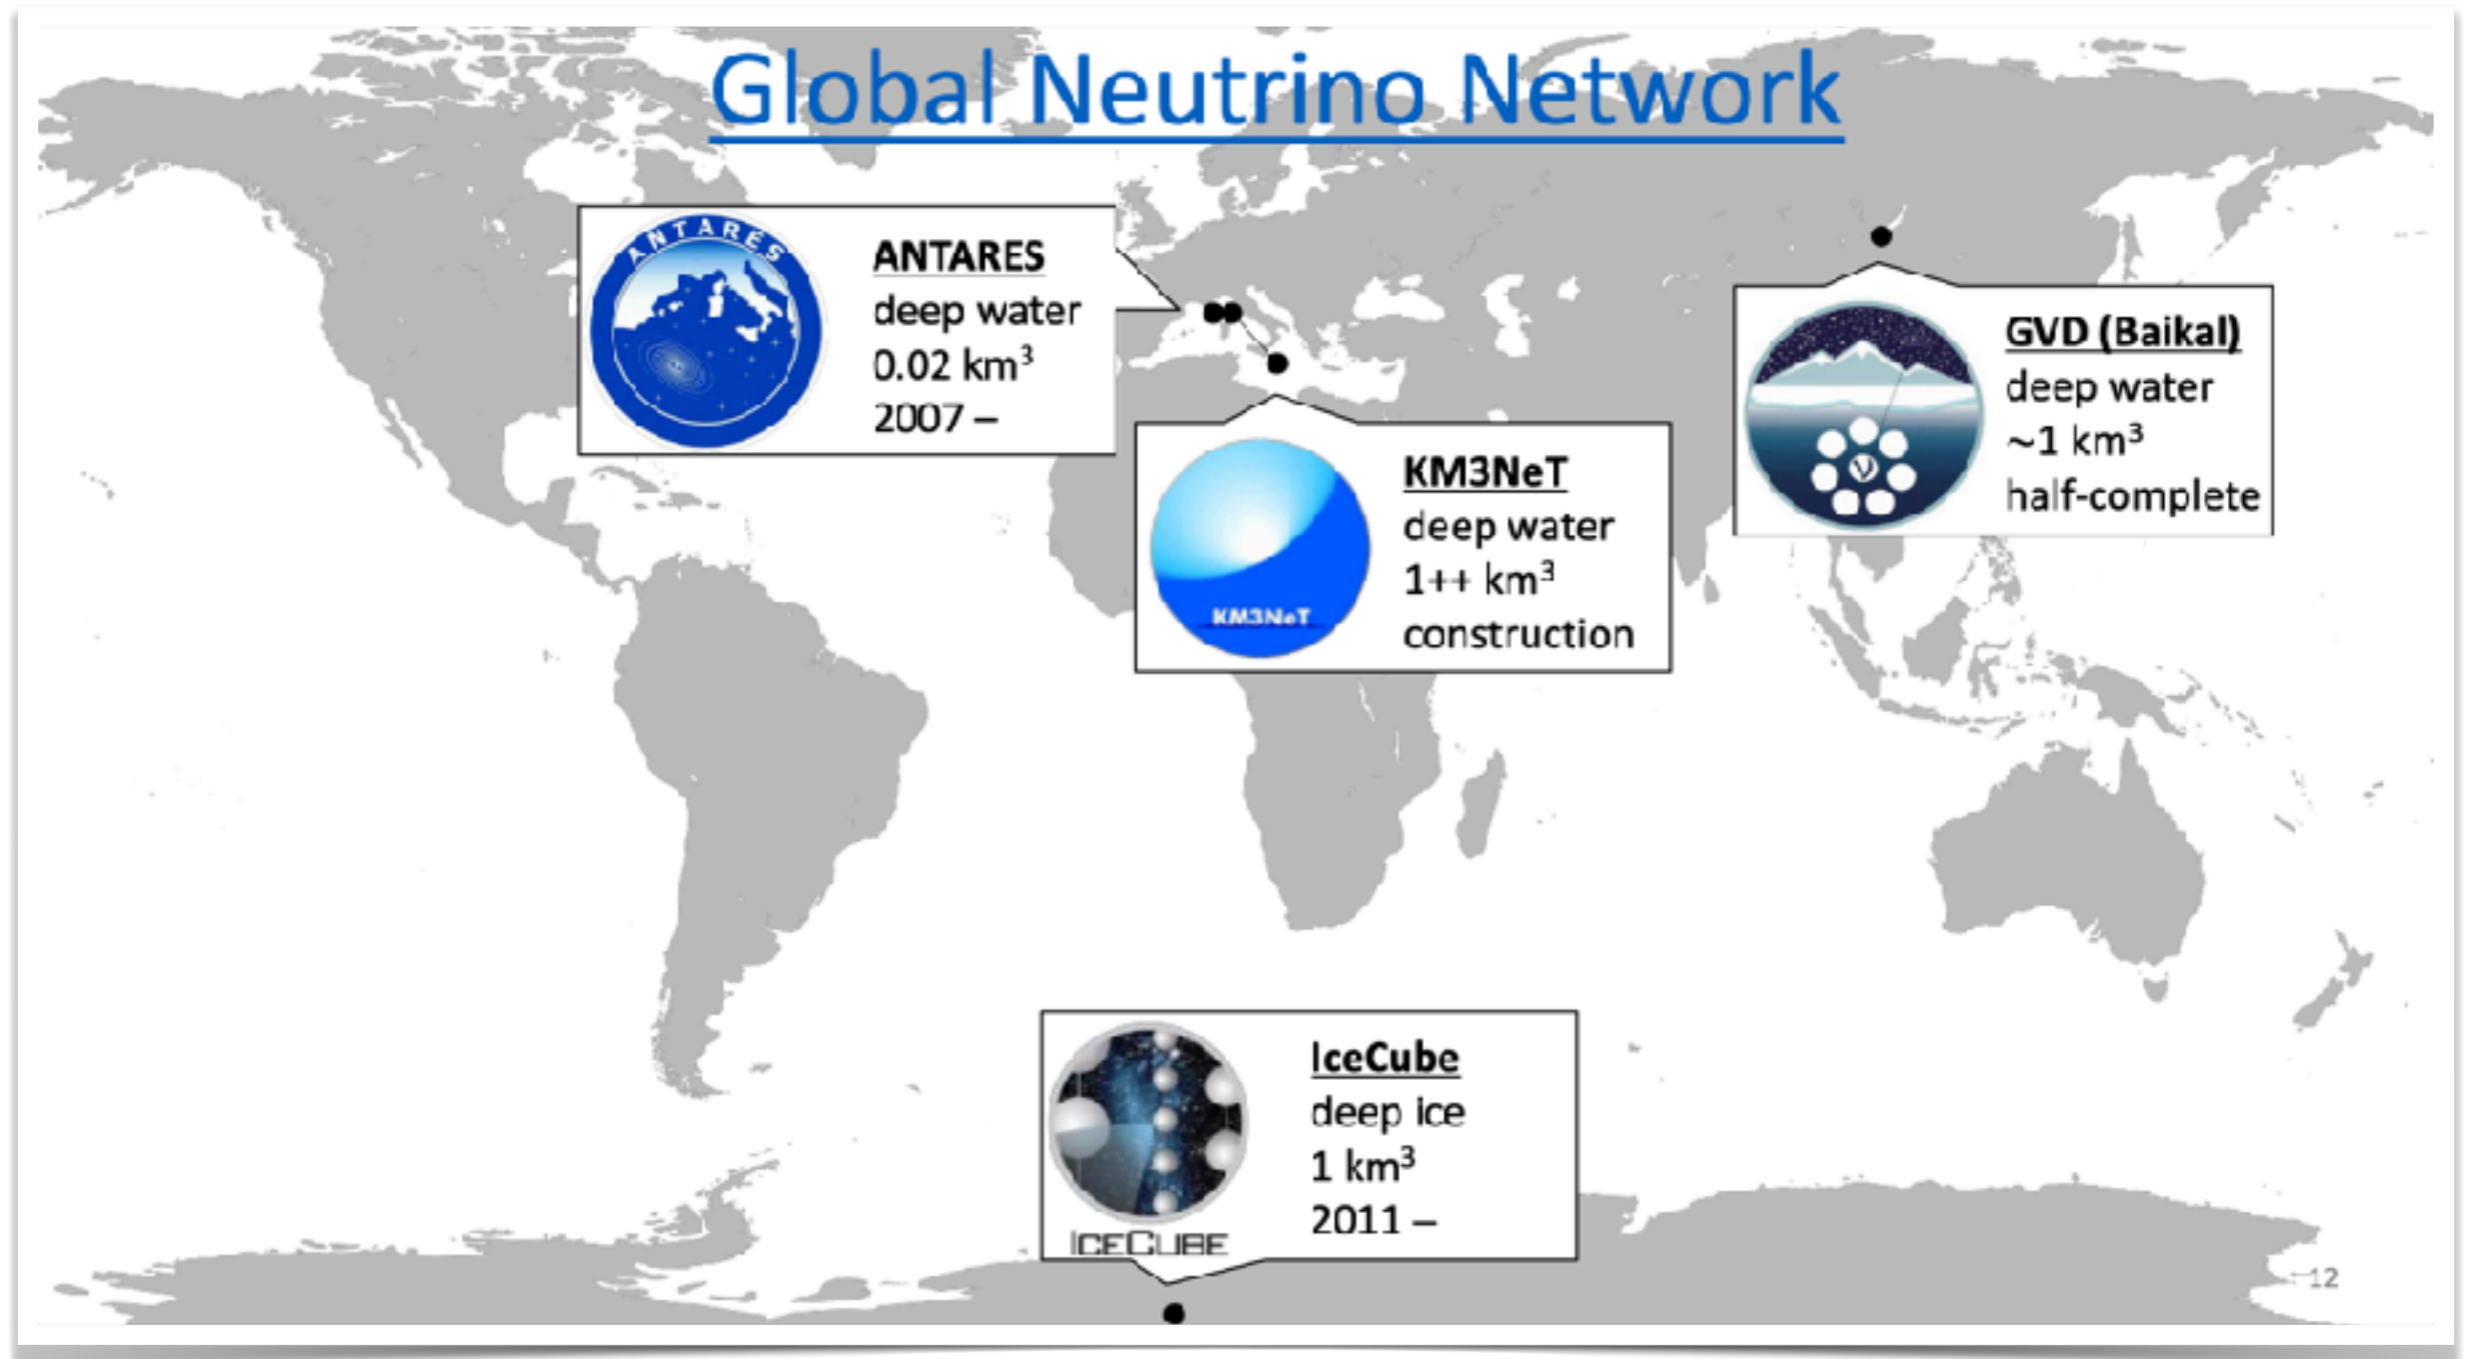 Global Neutrino Network
ANTARES
ANTARES
deep water
0.02 km³
2007 –
GVD (Baikal)
deep water
~1 km³
half-complete
ν
KM3NeT
deep water
1++ km³
construction
KM3NeT
IceCube
deep ice
1 km³
2011 –
ICECUBE
12